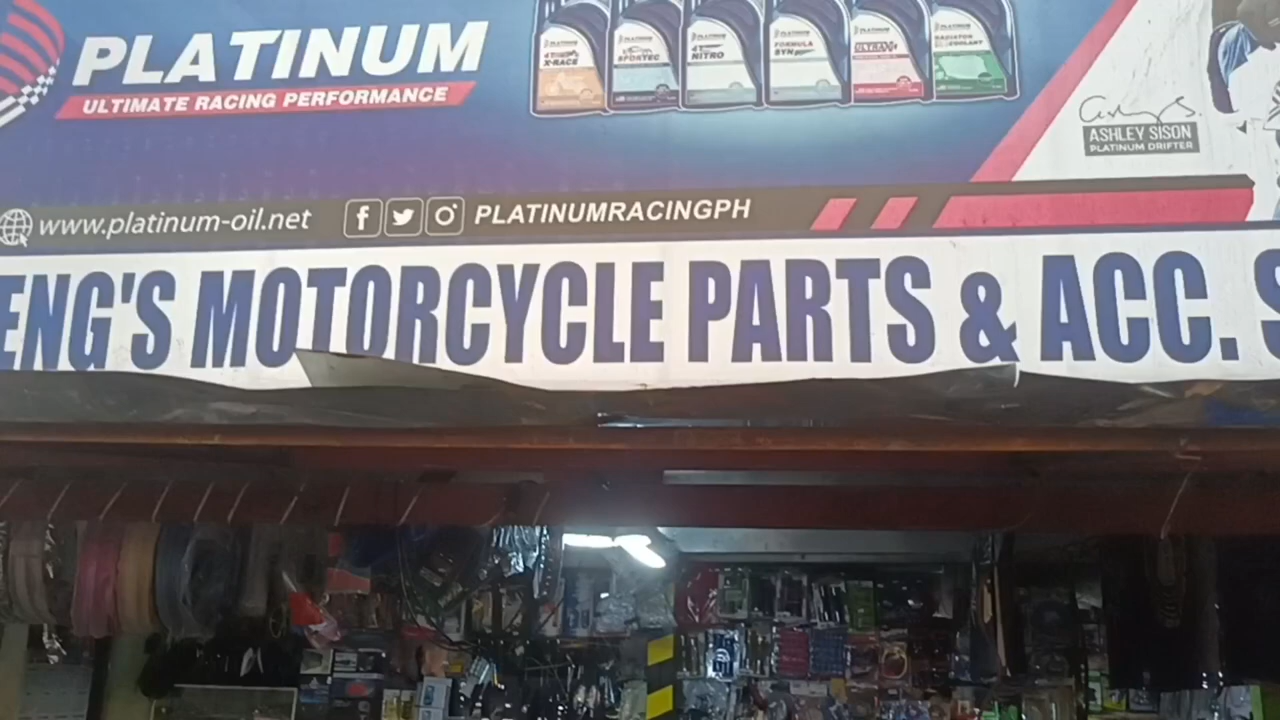 PLATINUM
ULTIMATE RACING PERFORMANCE
X-RACE
SPORTEC
NITRO
FORMULA
SYN
ULTRA
RADIATOR
COOLANT
ASHLEY SISON
PLATINUM DRIFTER
www.platinum-oil.net
PLATINUMRACINGPH
ENG'S MOTORCYCLE PARTS & ACC. S